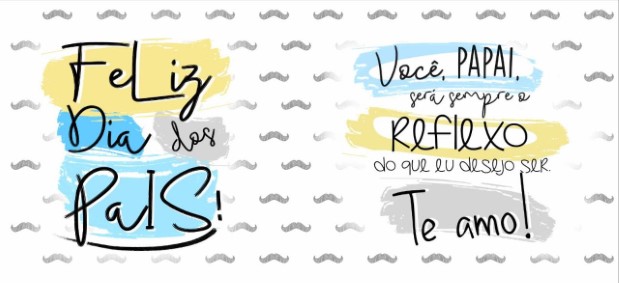 Feliz
Dia dos
PaIS!
Você, PAPAI,
será sempre o
Reflexo
do que eu desejo ser.
Te amo!